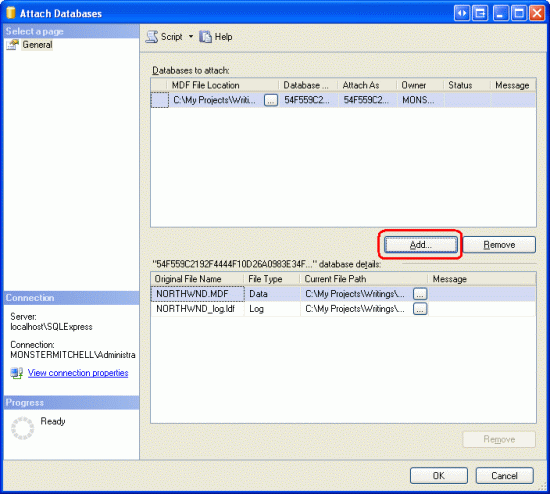 Attach Databases
Select a page
General
Script Help
Databases to attach:
MDF File Location Database ... Attach As Owner Status Message
C:\My Projects\Writi... ... 54F559C2... 54F559C2... MONS...
Add... Remove
"54F559C2192F4444F10D26A0983E34F..." database details:
Original File Name File Type Current File Path Message
NORTHWND.MDF Data C:\My Projects\Writings\... ...
NORTHWND_log.ldf Log C:\My Projects\Writings\... ...
Connection
Server:
localhost\SQLExpress
Connection:
MONSTERMITCHELL\Administra
View connection properties
Progress
Ready
Remove
OK Cancel